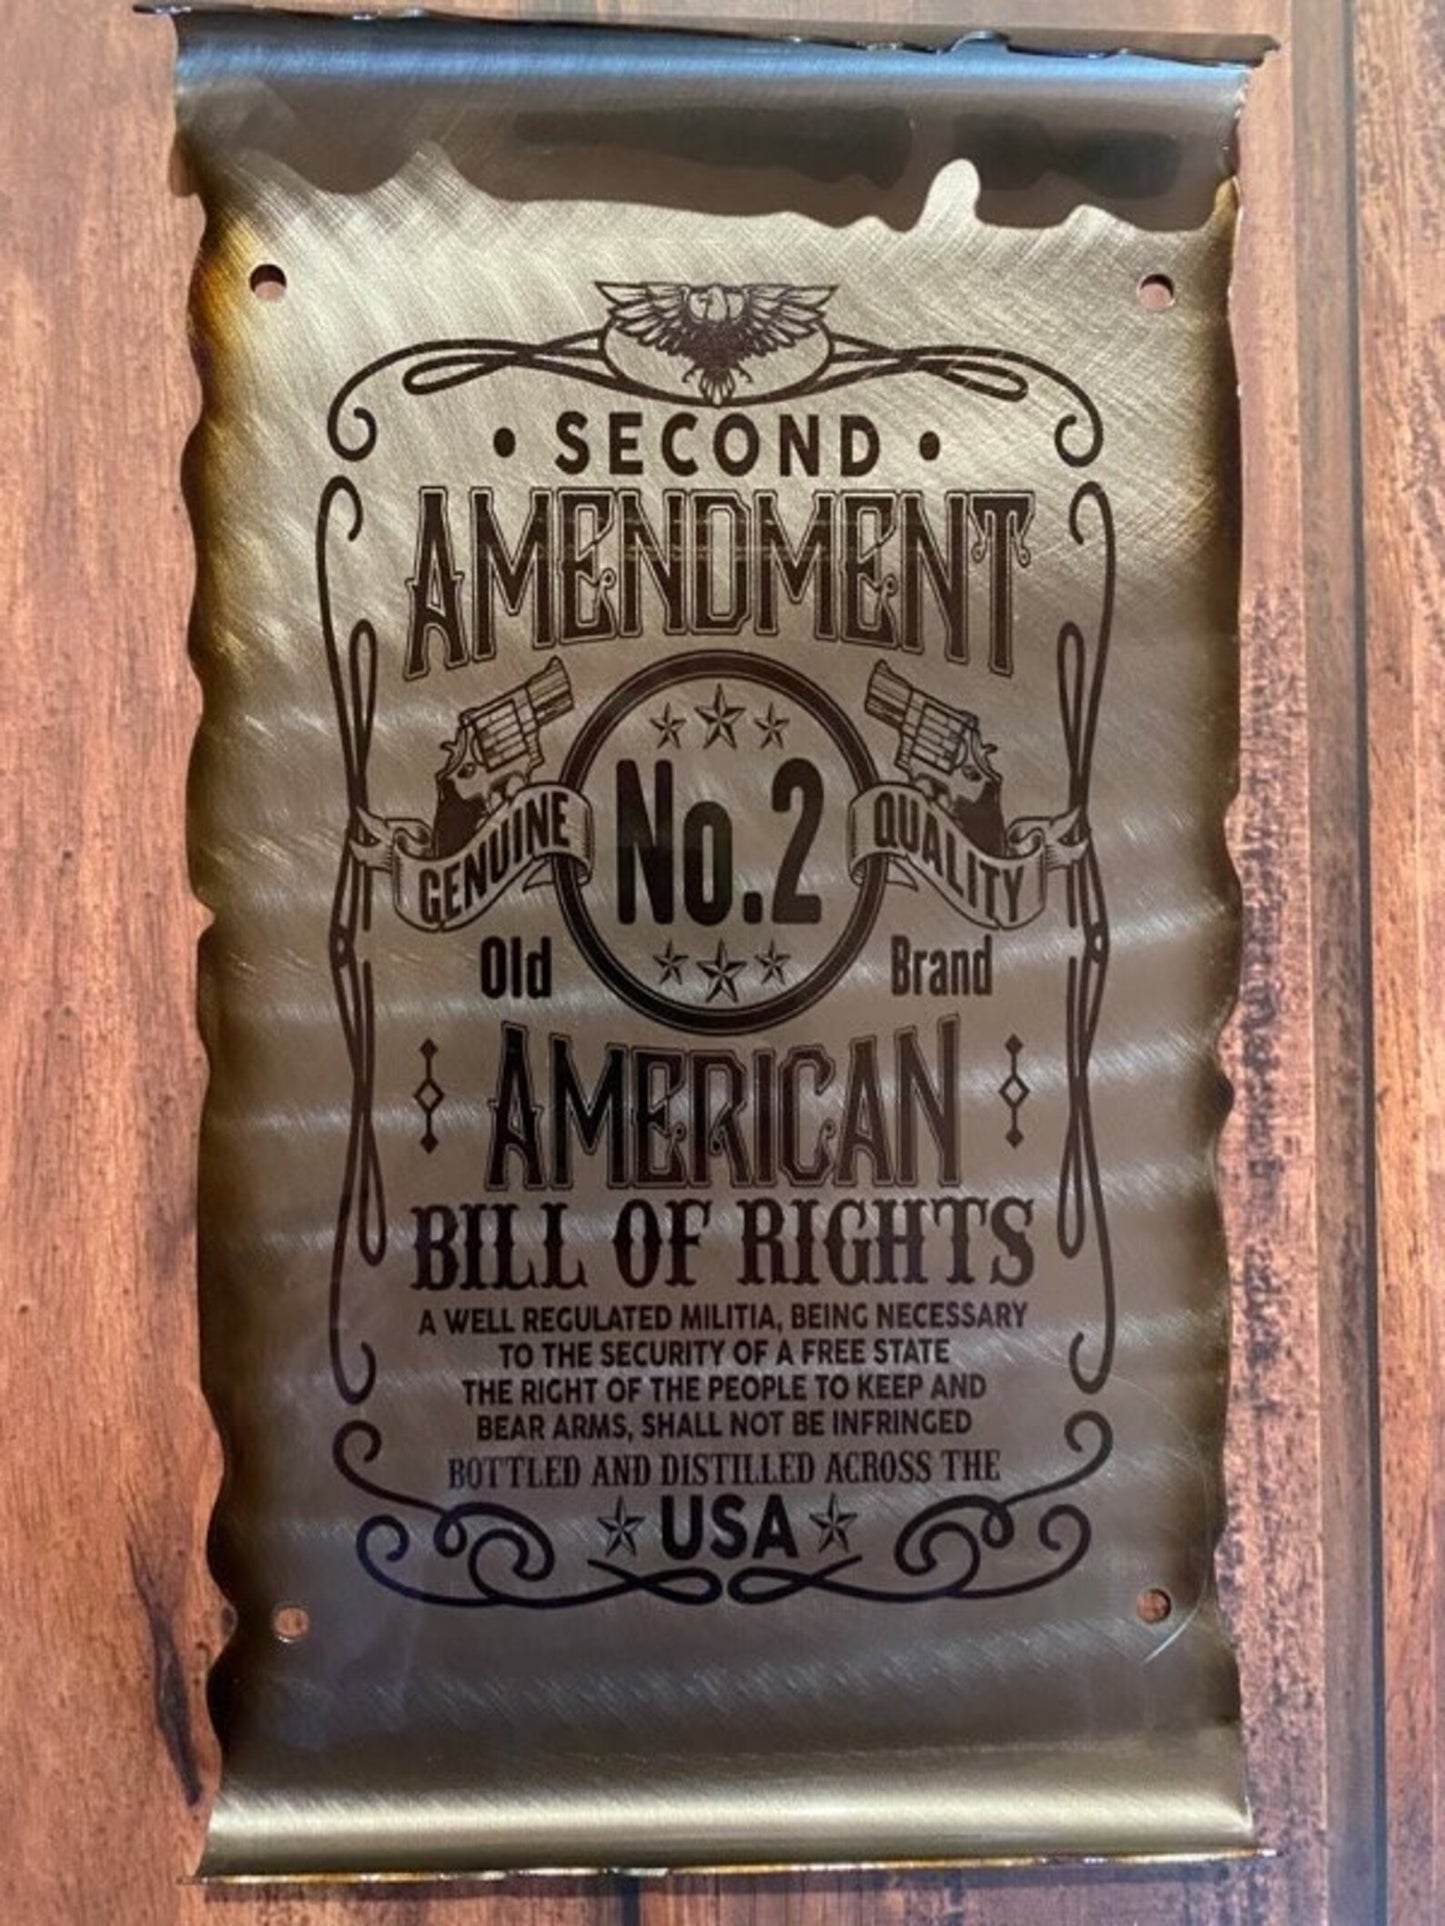 • SECOND •
AMENDMENT
GENUINE No.2 QUALITY
Old Brand
AMERICAN
BILL OF RIGHTS
A WELL REGULATED MILITIA, BEING NECESSARY
TO THE SECURITY OF A FREE STATE
THE RIGHT OF THE PEOPLE TO KEEP AND
BEAR ARMS, SHALL NOT BE INFRINGED
BOTTLED AND DISTILLED ACROSS THE
USA